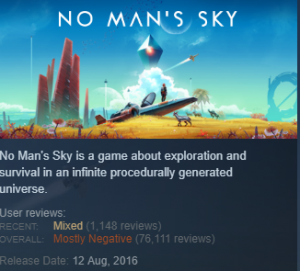 NO MAN'S SKY
No Man's Sky is a game about exploration and
survival in an infinite procedurally generated
universe.
User reviews:
RECENT: Mixed (1,148 reviews)
OVERALL: Mostly Negative (76,111 reviews)
Release Date: 12 Aug, 2016